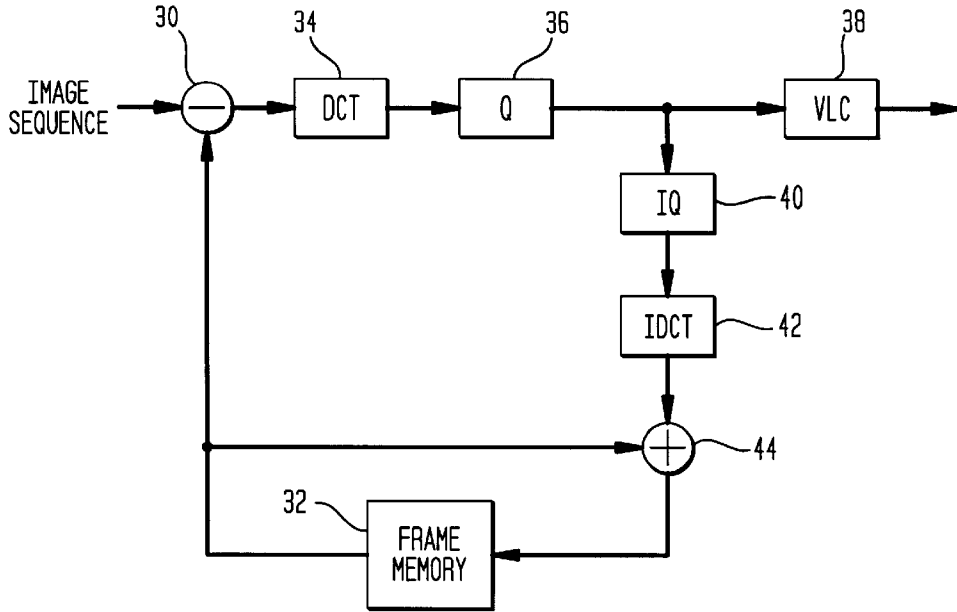 30
34
36
38
IMAGE
SEQUENCE
DCT
Q
VLC
IQ
40
IDCT
42
44
32
FRAME
MEMORY